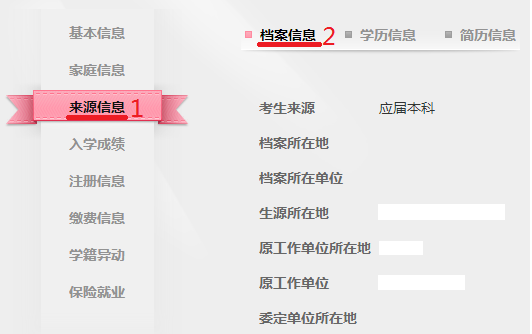 基本信息
家庭信息
来源信息 1
入学成绩
注册信息
缴费信息
学籍异动
保险就业
档案信息 2 学历信息 简历信息
考生来源 应届本科
档案所在地
档案所在单位
生源所在地
原工作单位所在地
原工作单位
委定单位所在地